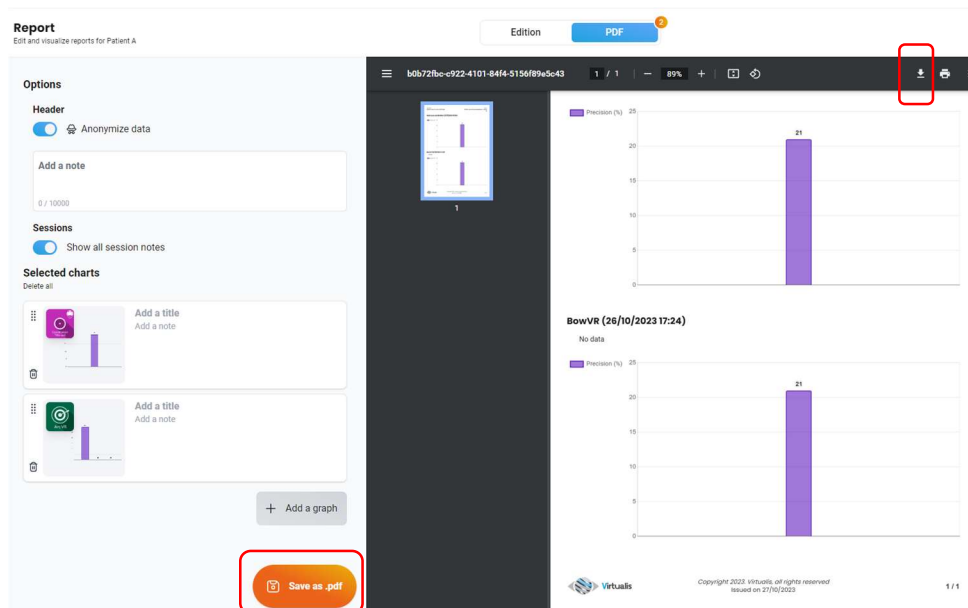 Report
Edit and visualize reports for Patient A
Edition
PDF
2
Options
Header
Anonymize data
Add a note
0 / 10000
Sessions
Show all session notes
Selected charts
Delete all
Add a title
Add a note
Bow VR
Add a title
Add a note
+ Add a graph
Save as .pdf
b0b72fbc-c922-4101-84f4-5156f89e5c43
1 / 1
89%
1
Precision (%)
25
21
20
15
10
5
0
BowVR (26/10/2023 17:24)
No data
Precision (%)
25
21
20
15
10
5
0
Virtualis
Copyright 2023. Virtualis, all rights reserved
Issued on 27/10/2023
1 / 1